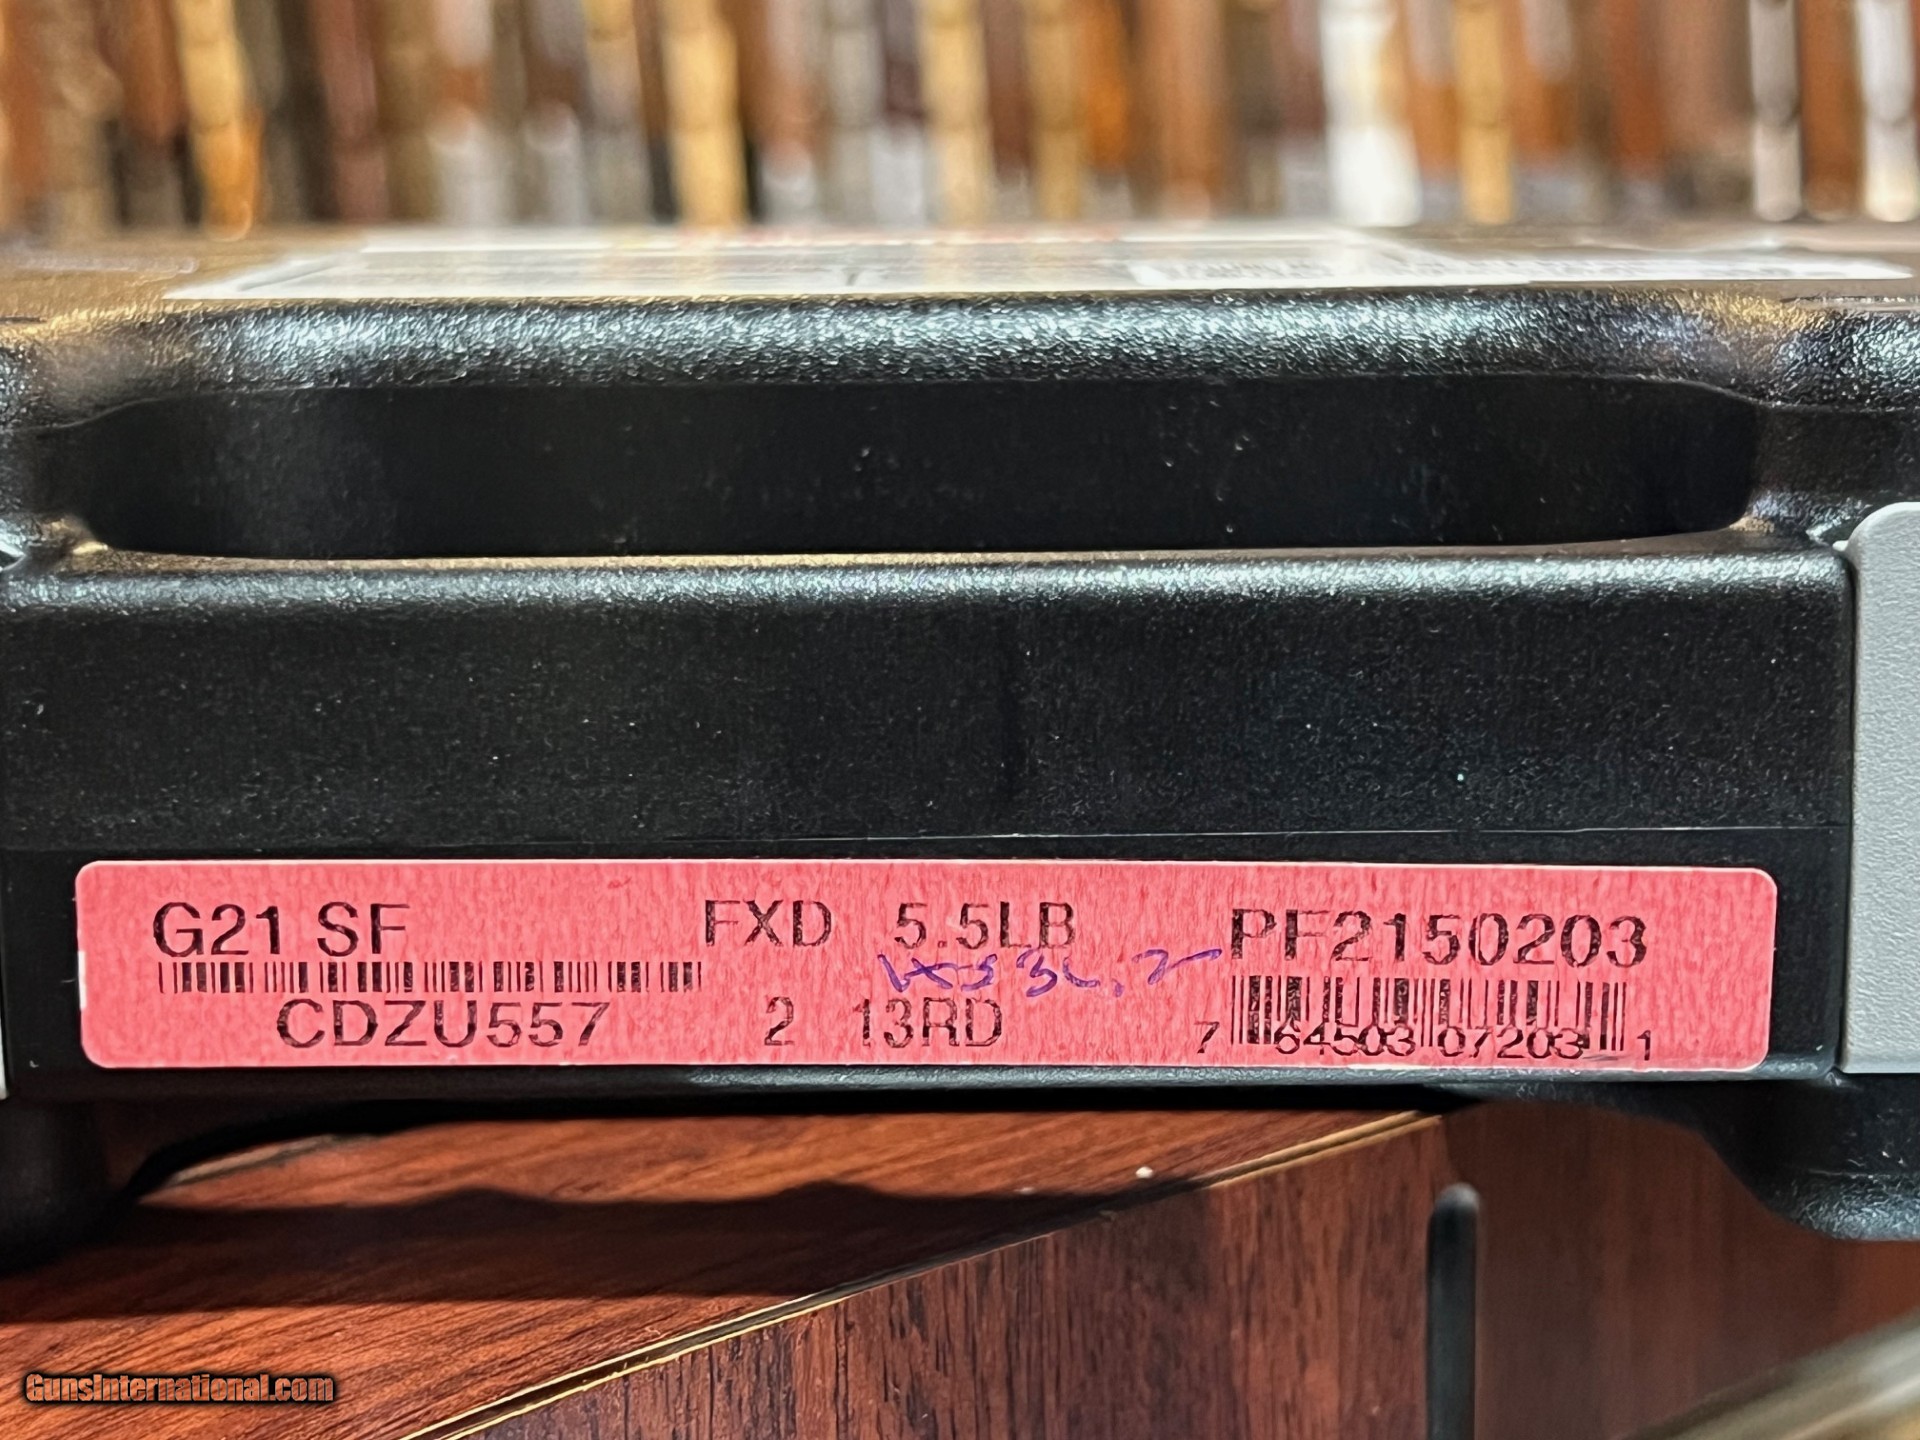 G21 SF FXD 5.5LB PF2150203
CDZU557 2 13RD 7 64503 07203 1
GunsInternational.com